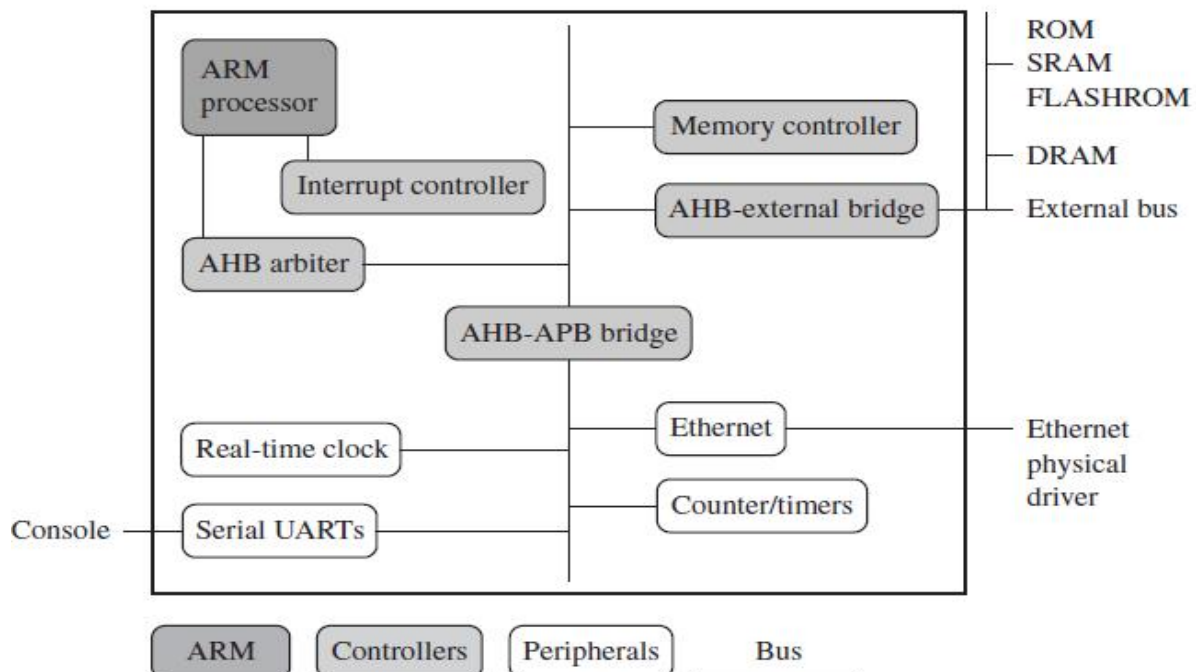 ARM
processor
Interrupt controller
AHB arbiter
Memory controller
AHB-external bridge
ROM
SRAM
FLASHROM
DRAM
External bus
AHB-APB bridge
Real-time clock
Console
Serial UARTs
Ethernet
Counter/timers
Ethernet
physical
driver
ARM
Controllers
Peripherals
Bus